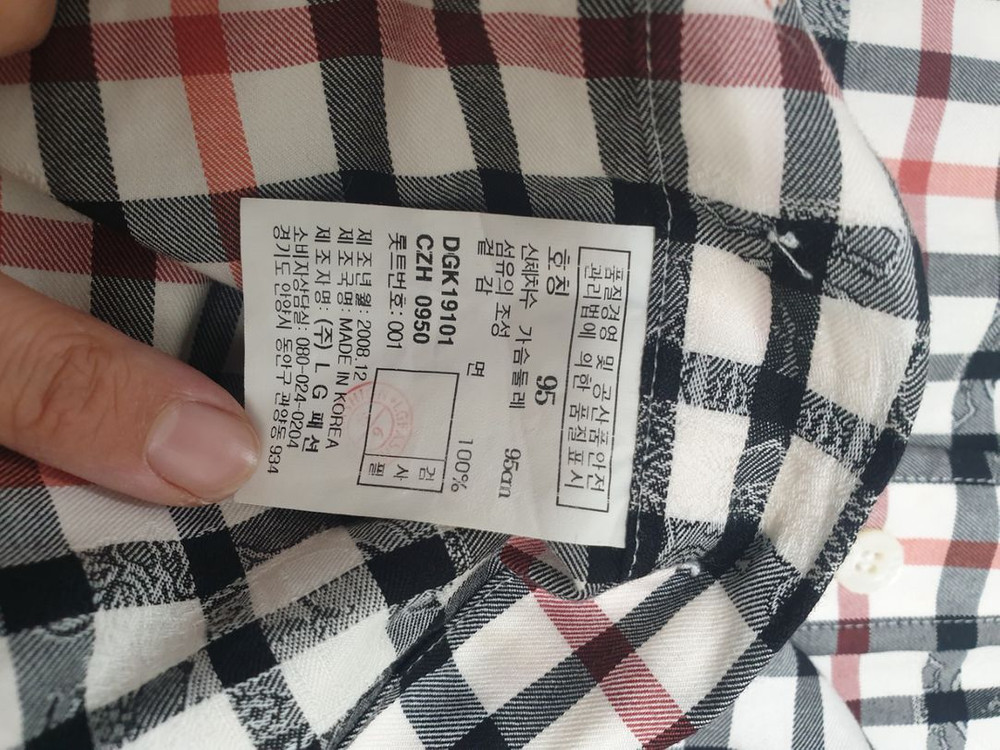 품질경영 및 공산품안전
관리법에 의한 품질표시
호칭 95
신체치수 가슴둘레 95cm
섬유의 조성
겉감 면 100%
검사필
DGK19101
CZH 0950
롯트번호: 001
제조년월: 2008.12
제조국명: MADE IN KOREA
제조자명: (주) L G 패션
소비자상담실: 080-024-0204
경기도 안양시 동안구 관양동 934